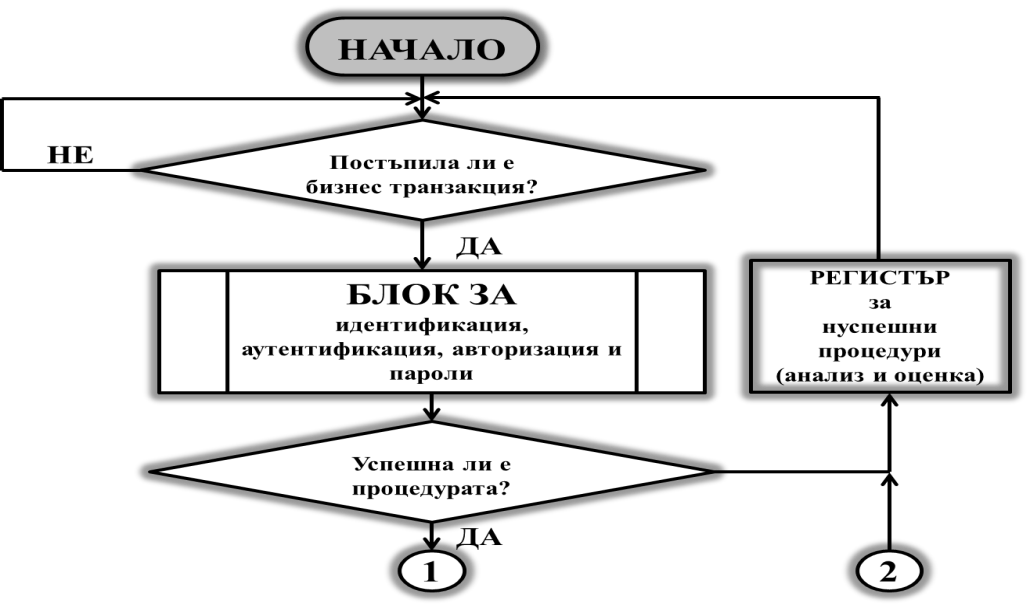 НАЧАЛО
НЕ
Постъпила ли е
бизнес транзакция?
ДА
БЛОК ЗА
идентификация,
аутентификация, авторизация и
пароли
РЕГИСТЪР
за
нуспешни
процедури
(анализ и оценка)
Успешна ли е
процедурата?
ДА
1
2